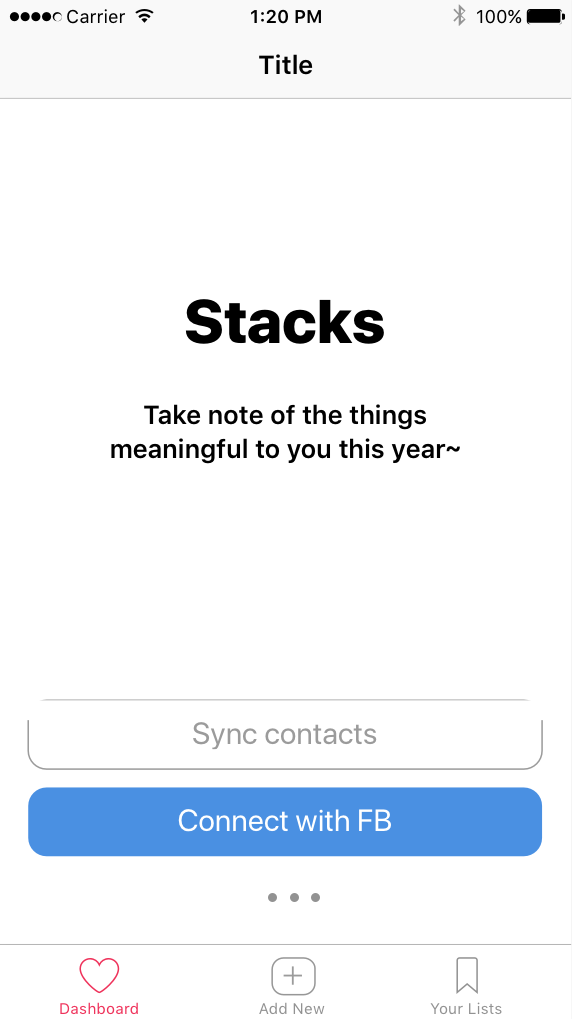 Carrier 1:20 PM 100%
Title
Stacks
Take note of the things
meaningful to you this year~
Sync contacts
Connect with FB
Dashboard Add New Your Lists